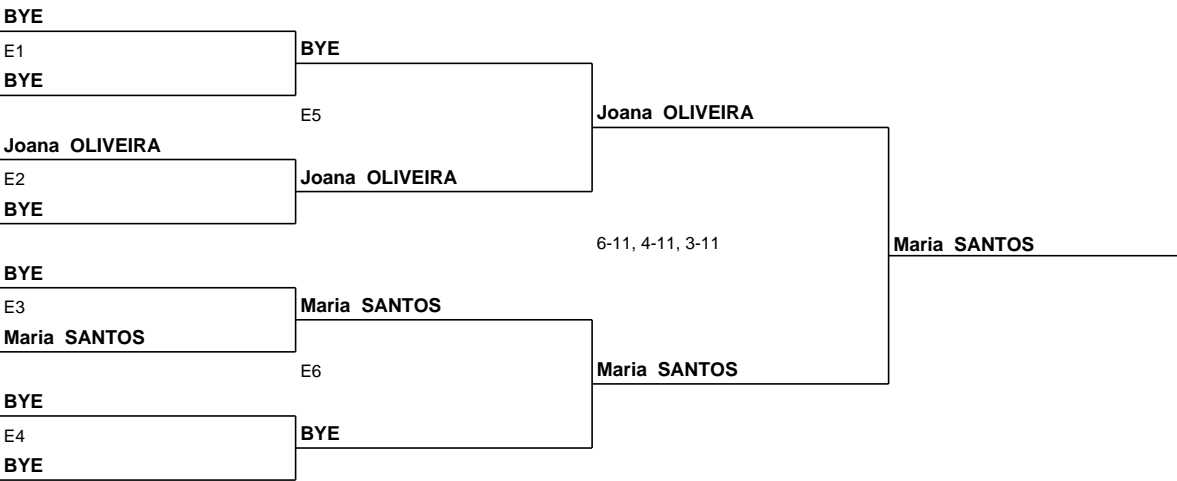 BYE
E1
BYE
BYE
E5
Joana OLIVEIRA
Joana OLIVEIRA
E2
Joana OLIVEIRA
BYE
6-11, 4-11, 3-11
Maria SANTOS
BYE
E3
Maria SANTOS
Maria SANTOS
E6
Maria SANTOS
BYE
E4
BYE
BYE